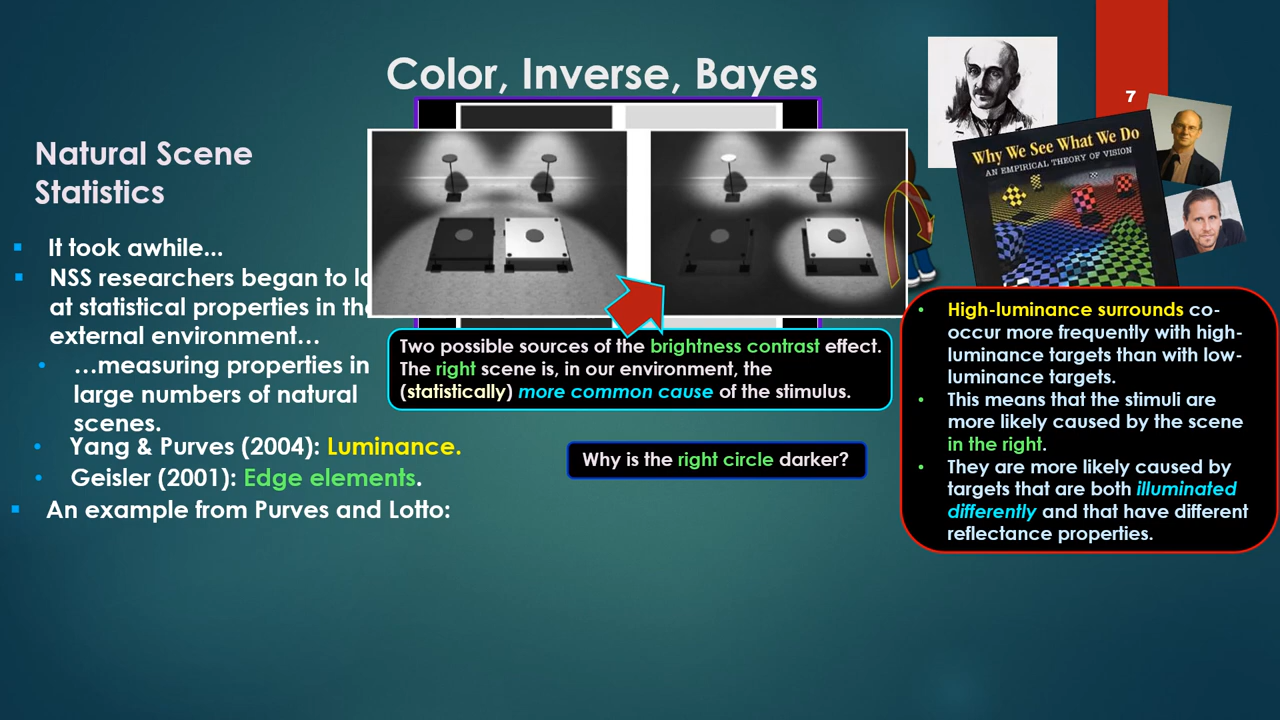 Color, Inverse, Bayes
7
Natural Scene
Statistics
It took awhile...
NSS researchers began to
at statistical properties in the
external environment…
…measuring properties in
large numbers of natural
scenes.
Yang & Purves (2004): Luminance.
Geisler (2001): Edge elements.
An example from Purves and Lotto:
Two possible sources of the brightness contrast effect.
The right scene is, in our environment, the
(statistically) more common cause of the stimulus.
Why is the right circle darker?
Why We See What We Do
AN EMPIRICAL THEORY OF VISION
High-luminance surrounds co-
occur more frequently with high-
luminance targets than with low-
luminance targets.
This means that the stimuli are
more likely caused by the scene
in the right.
They are more likely caused by
targets that are both illuminated
differently and that have different
reflectance properties.